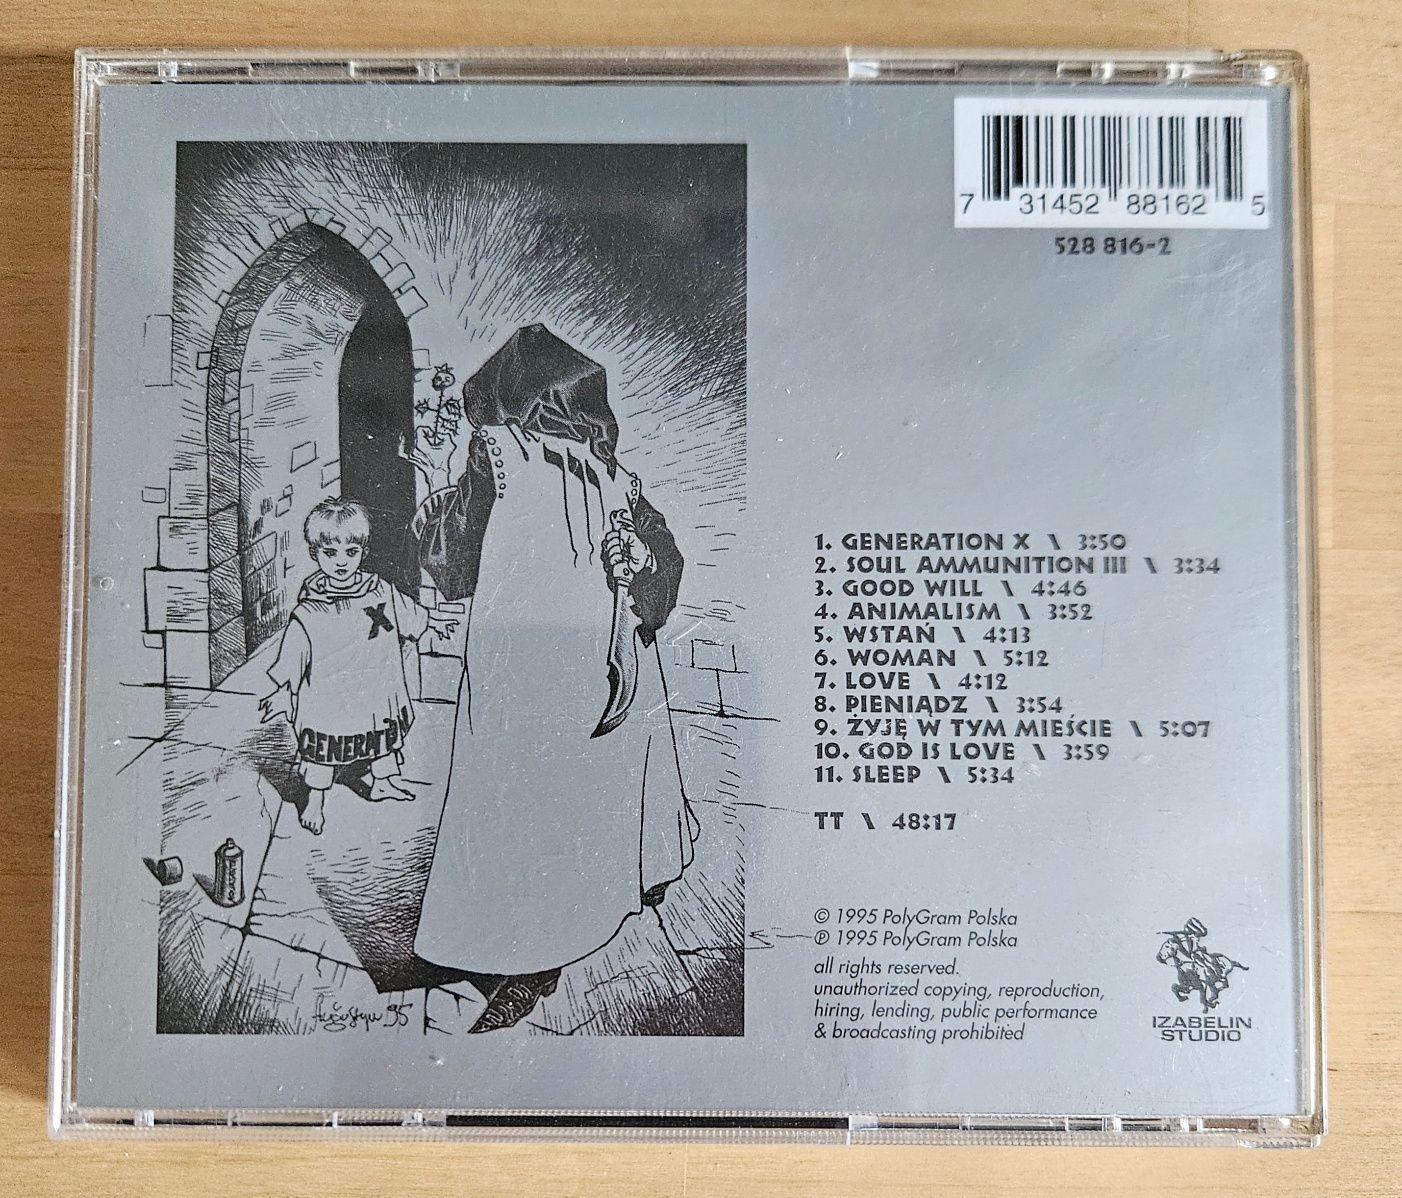 7 31452 88162 5
528 816-2
X
GENERATION
1. GENERATION X \ 3:50
2. SOUL AMMUNITION III \ 3:34
3. GOOD WILL \ 4:46
4. ANIMALISM \ 3:52
5. WSTAŃ \ 4:13
6. WOMAN \ 5:12
7. LOVE \ 4:12
8. PIENIĄDZ \ 3:54
9. ŻYJĘ W TYM MIEŚCIE \ 5:07
10. GOD IS LOVE \ 3:59
11. SLEEP \ 5:34
TT \ 48:17
© 1995 PolyGram Polska
℗ 1995 PolyGram Polska
all rights reserved.
unauthorized copying, reproduction,
hiring, lending, public performance
& broadcasting prohibited
IZABELIN
STUDIO
95